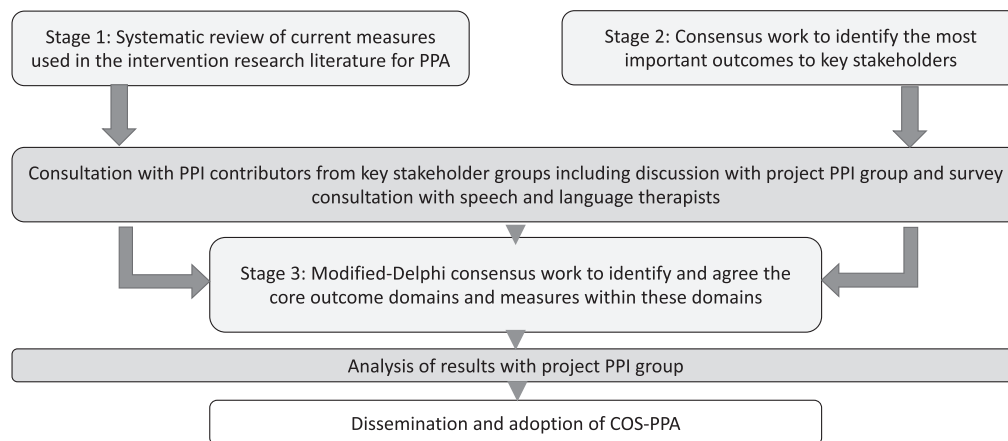 Stage 1: Systematic review of current measures
used in the intervention research literature for PPA
Stage 2: Consensus work to identify the most
important outcomes to key stakeholders
Consultation with PPI contributors from key stakeholder groups including discussion with project PPI group and survey
consultation with speech and language therapists
Stage 3: Modified-Delphi consensus work to identify and agree the
core outcome domains and measures within these domains
Analysis of results with project PPI group
Dissemination and adoption of COS-PPA